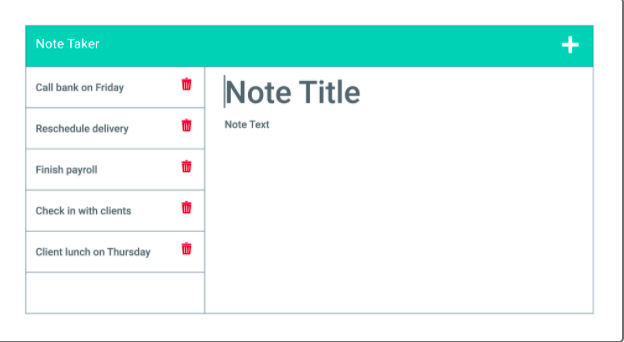 Note Taker
Call bank on Friday
Reschedule delivery
Finish payroll
Check in with clients
Client lunch on Thursday
Note Title
Note Text